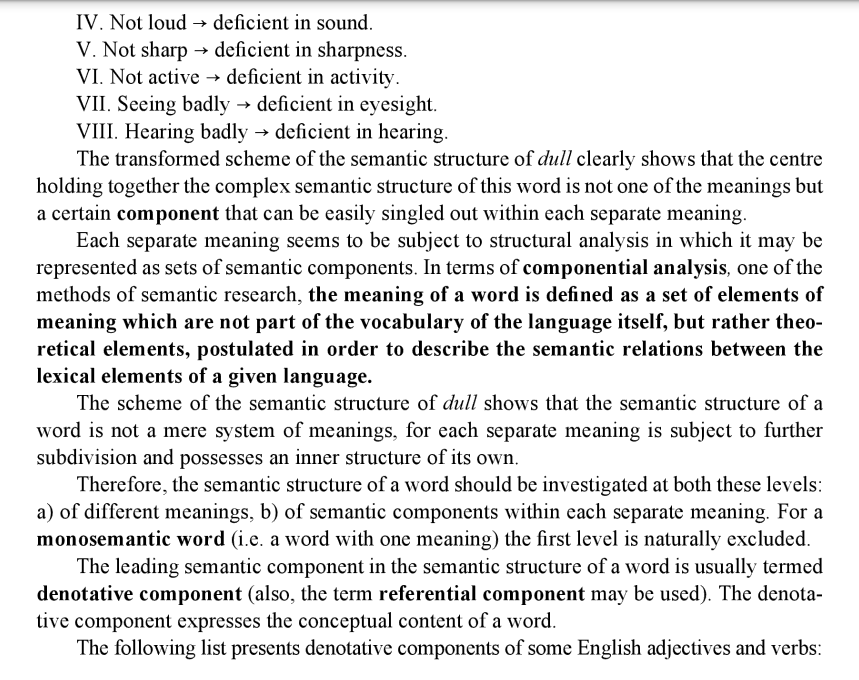 IV. Not loud → deficient in sound.
V. Not sharp → deficient in sharpness.
VI. Not active → deficient in activity.
VII. Seeing badly → deficient in eyesight.
VIII. Hearing badly → deficient in hearing.
The transformed scheme of the semantic structure of dull clearly shows that the centre
holding together the complex semantic structure of this word is not one of the meanings but
a certain component that can be easily singled out within each separate meaning.
Each separate meaning seems to be subject to structural analysis in which it may be
represented as sets of semantic components. In terms of componential analysis, one of the
methods of semantic research, the meaning of a word is defined as a set of elements of
meaning which are not part of the vocabulary of the language itself, but rather theo-
retical elements, postulated in order to describe the semantic relations between the
lexical elements of a given language.
The scheme of the semantic structure of dull shows that the semantic structure of a
word is not a mere system of meanings, for each separate meaning is subject to further
subdivision and possesses an inner structure of its own.
Therefore, the semantic structure of a word should be investigated at both these levels:
a) of different meanings, b) of semantic components within each separate meaning. For a
monosemantic word (i.e. a word with one meaning) the first level is naturally excluded.
The leading semantic component in the semantic structure of a word is usually termed
denotative component (also, the term referential component may be used). The denota-
tive component expresses the conceptual content of a word.
The following list presents denotative components of some English adjectives and verbs: